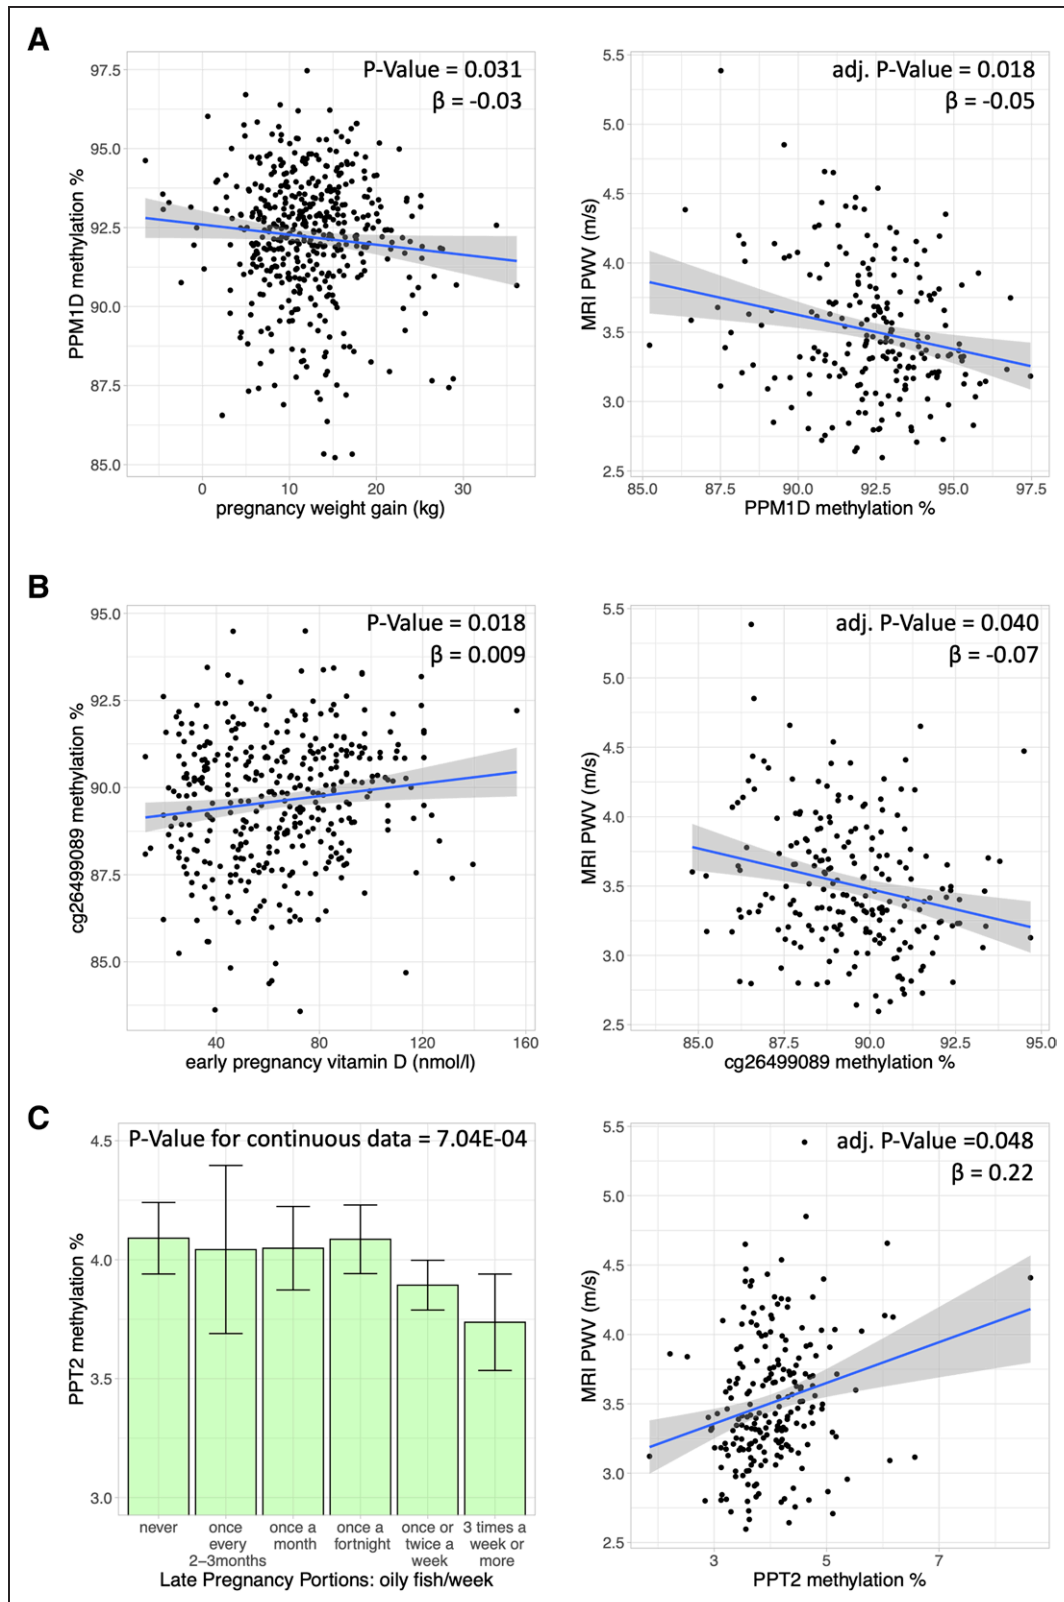 A
P-Value = 0.031
β = -0.03
97.5
95.0
92.5
90.0
87.5
85.0
PPM1D methylation %
0 10 20 30
pregnancy weight gain (kg)
adj. P-Value = 0.018
β = -0.05
5.5
5.0
4.5
4.0
3.5
3.0
2.5
MRI PWV (m/s)
85.0 87.5 90.0 92.5 95.0 97.5
PPM1D methylation %
B
P-Value = 0.018
β = 0.009
95.0
92.5
90.0
87.5
85.0
cg26499089 methylation %
40 80 120 160
early pregnancy vitamin D (nmol/l)
adj. P-Value = 0.040
β = -0.07
5.5
5.0
4.5
4.0
3.5
3.0
2.5
MRI PWV (m/s)
85.0 87.5 90.0 92.5 95.0
cg26499089 methylation %
C
P-Value for continuous data = 7.04E-04
4.5
4.0
3.5
3.0
PPT2 methylation %
never
once
every
2–3months
once a
month
once a
fortnight
once or
twice a
week
3 times a
week or
more
Late Pregnancy Portions: oily fish/week
adj. P-Value =0.048
β = 0.22
5.5
5.0
4.5
4.0
3.5
3.0
2.5
MRI PWV (m/s)
3 5 7
PPT2 methylation %